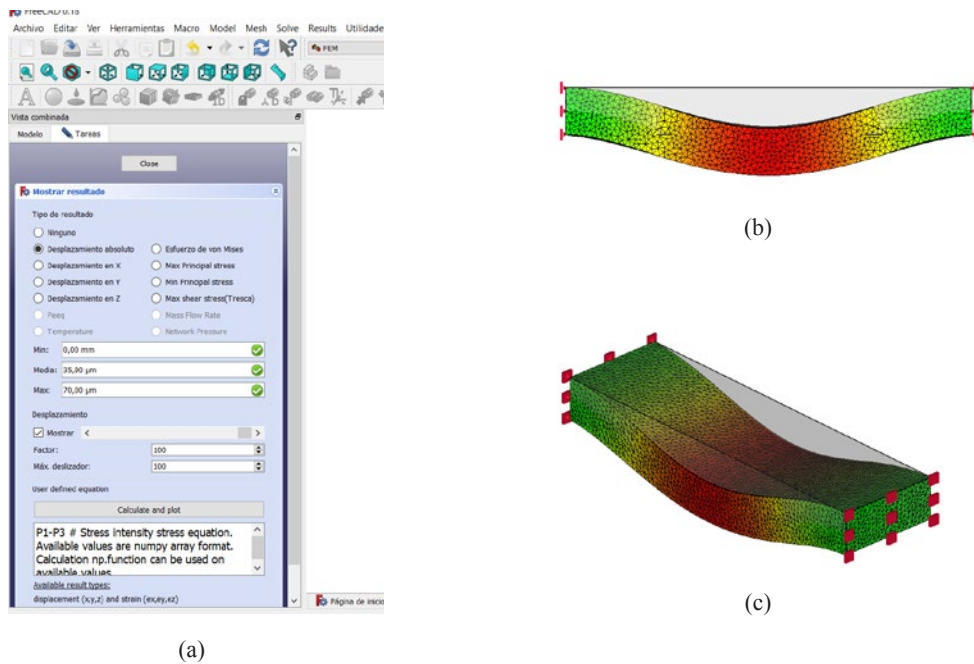 FreeCAD 0.18
Archivo Editar Ver Herramientas Macro Model Mesh Solve Results Utilidade
FEM
Vista combinada
Modelo Tareas
Close
Mostrar resultado
Tipo de resultado
Ninguno
Desplazamiento absoluto Esfuerzo de von Mises
Desplazamiento en X Max Principal stress
Desplazamiento en Y Min Principal stress
Desplazamiento en Z Max shear stress(Tresca)
Peeq Mass Flow Rate
Temperature Network Pressure
Min: 0,00 mm
Media: 35,00 µm
Max: 70,00 µm
Desplazamiento
Mostrar
Factor: 100
Máx. deslizador: 100
User defined equation
Calculate and plot
P1-P3 # Stress intensity stress equation.
Available values are numpy array format.
Calculation np.function can be used on
available values
Available result types:
displacement (x,y,z) and strain (ex,ey,ez)
Página de inicio
(a)
(b)
(c)